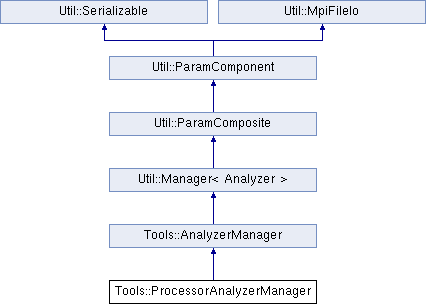 Util::Serializable
Util::MpiFileIo
Util::ParamComponent
Util::ParamComposite
Util::Manager< Analyzer >
Tools::AnalyzerManager
Tools::ProcessorAnalyzerManager